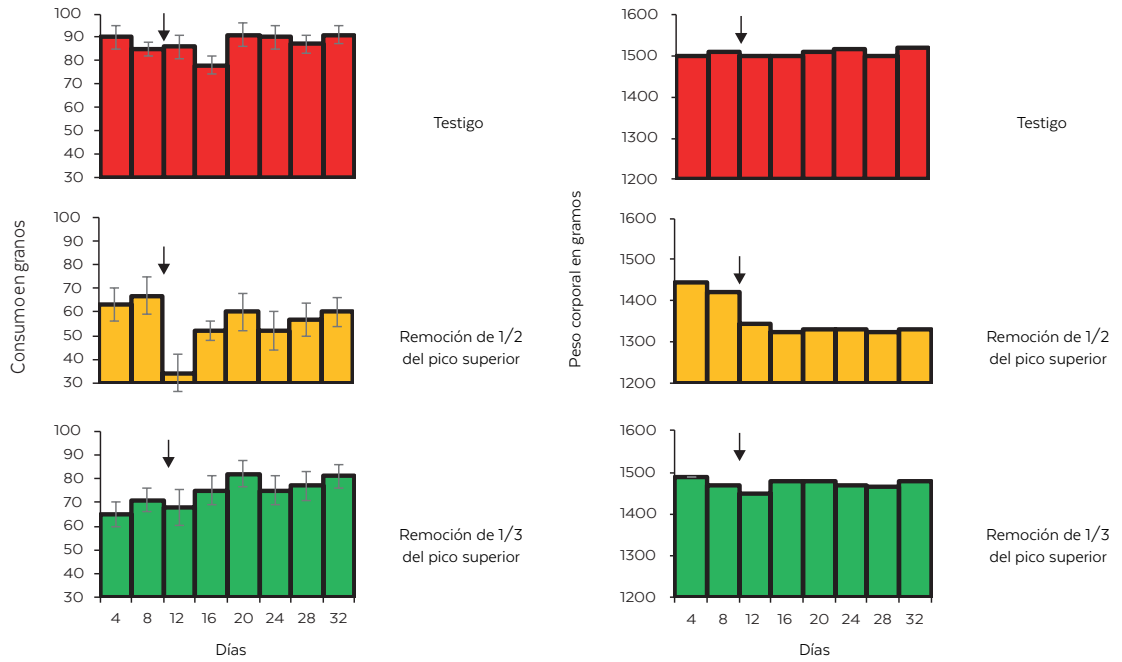 Consumo en granos
100
90
80
70
60
50
40
30
Testigo
100
90
80
70
60
50
40
30
Remoción de 1/2
del pico superior
100
90
80
70
60
50
40
30
Remoción de 1/3
del pico superior
4 8 12 16 20 24 28 32
Días
Peso corporal en gramos
1600
1500
1400
1300
1200
Testigo
1600
1500
1400
1300
1200
Remoción de 1/2
del pico superior
1600
1500
1400
1300
1200
Remoción de 1/3
del pico superior
4 8 12 16 20 24 28 32
Días